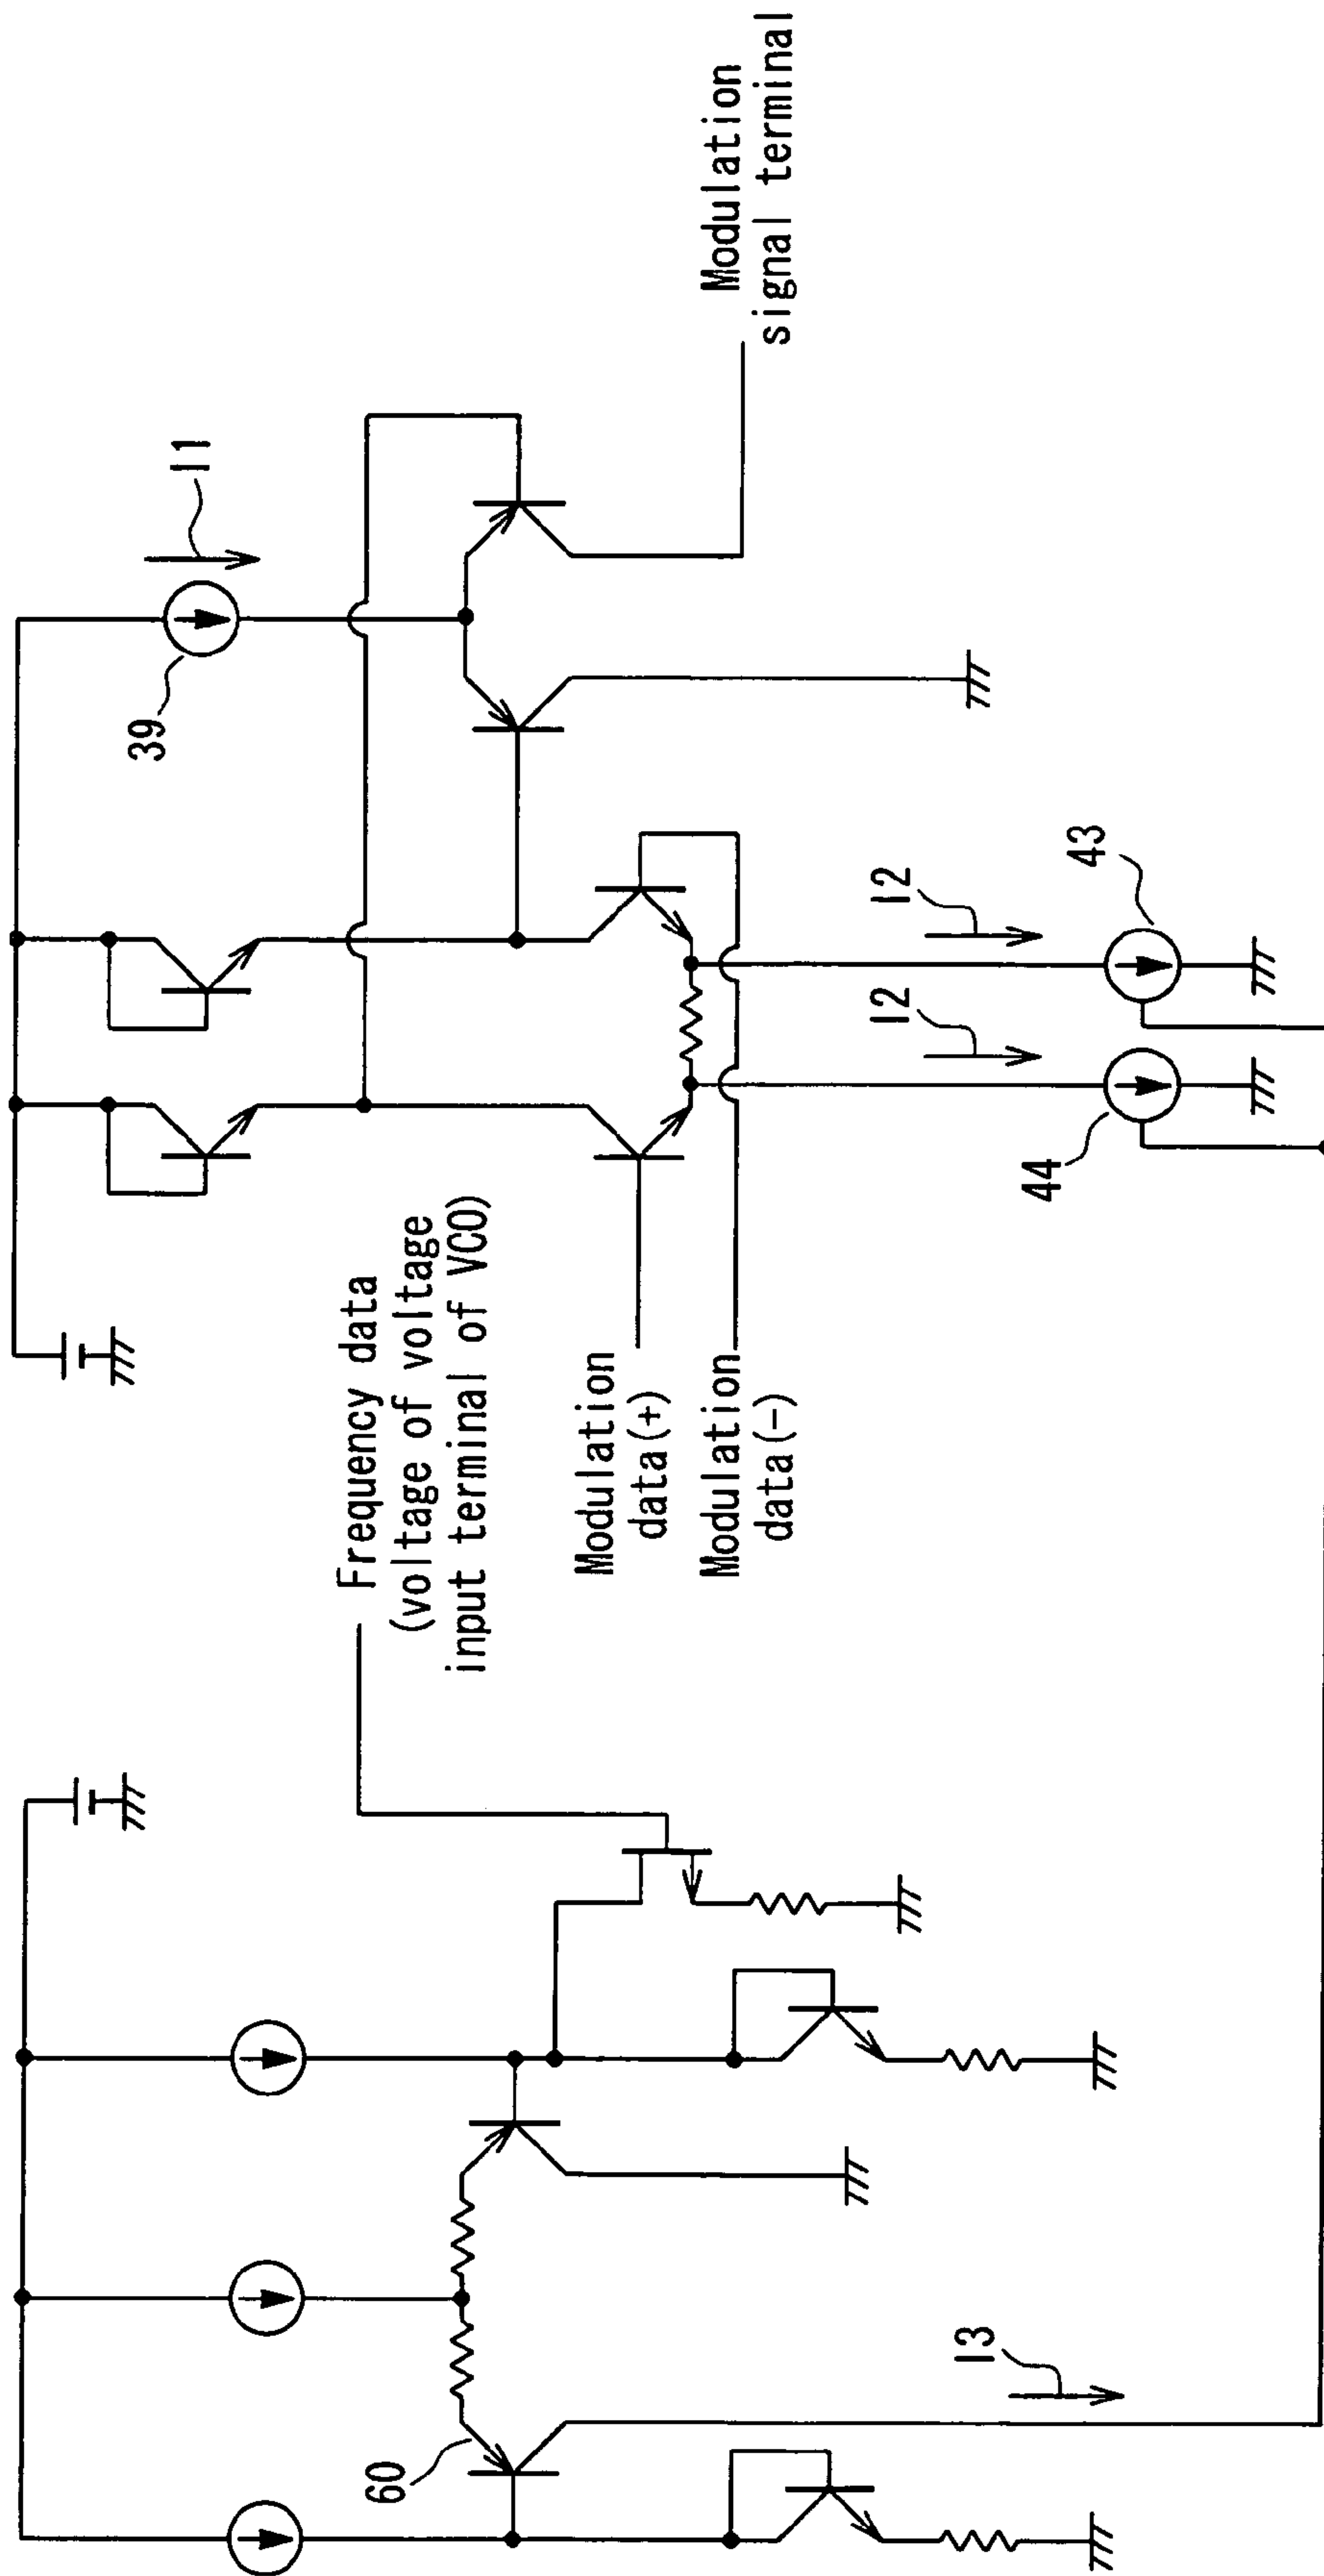 39
I1
Frequency data
(voltage of voltage
input terminal of VCO)
60
Modulation
data(+)
Modulation
data(-)
Modulation
signal terminal
I2
I2
I3
44
43